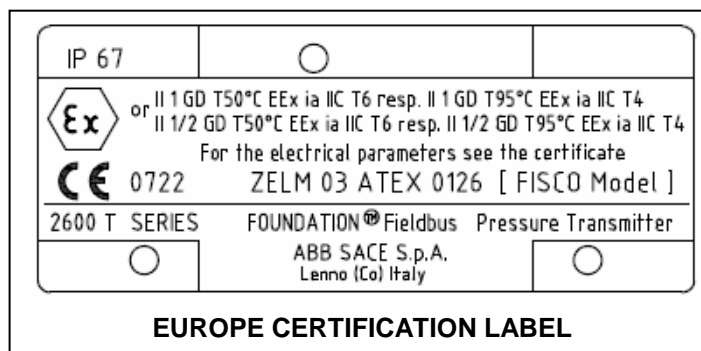 IP 67
Ex or II 1 GD T50°C EEx ia IIC T6 resp. II 1 GD T95°C EEx ia IIC T4
II 1/2 GD T50°C EEx ia IIC T6 resp. II 1/2 GD T95°C EEx ia IIC T4
For the electrical parameters see the certificate
CE 0722 ZELM 03 ATEX 0126 [ FISCO Model ]
2600 T SERIES FOUNDATION™ Fieldbus Pressure Transmitter
ABB SACE S.p.A.
Lenno (Co) Italy
EUROPE CERTIFICATION LABEL